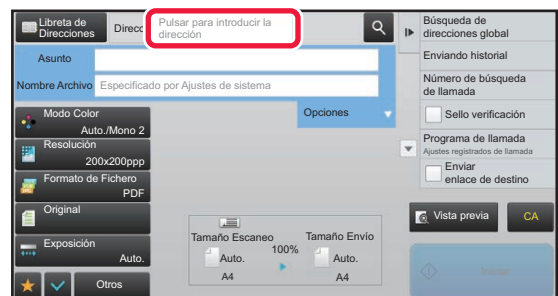 Libreta de
Direcciones
Direcc
Pulsar para introducir la
dirección
Asunto
Nombre Archivo
Especificado por Ajustes de sistema
Opciones
Modo Color
Auto./Mono 2
Resolución
200x200ppp
Formato de Fichero
PDF
Original
Exposición
Auto.
Otros
Tamaño Escaneo
100%
Tamaño Envío
Auto.
Auto.
A4
A4
Búsqueda de
direcciones global
Enviando historial
Número de búsqueda
de llamada
Sello verificación
Programa de llamada
Ajustes registrados de llamada
Enviar
enlace de destino
Vista previa
CA